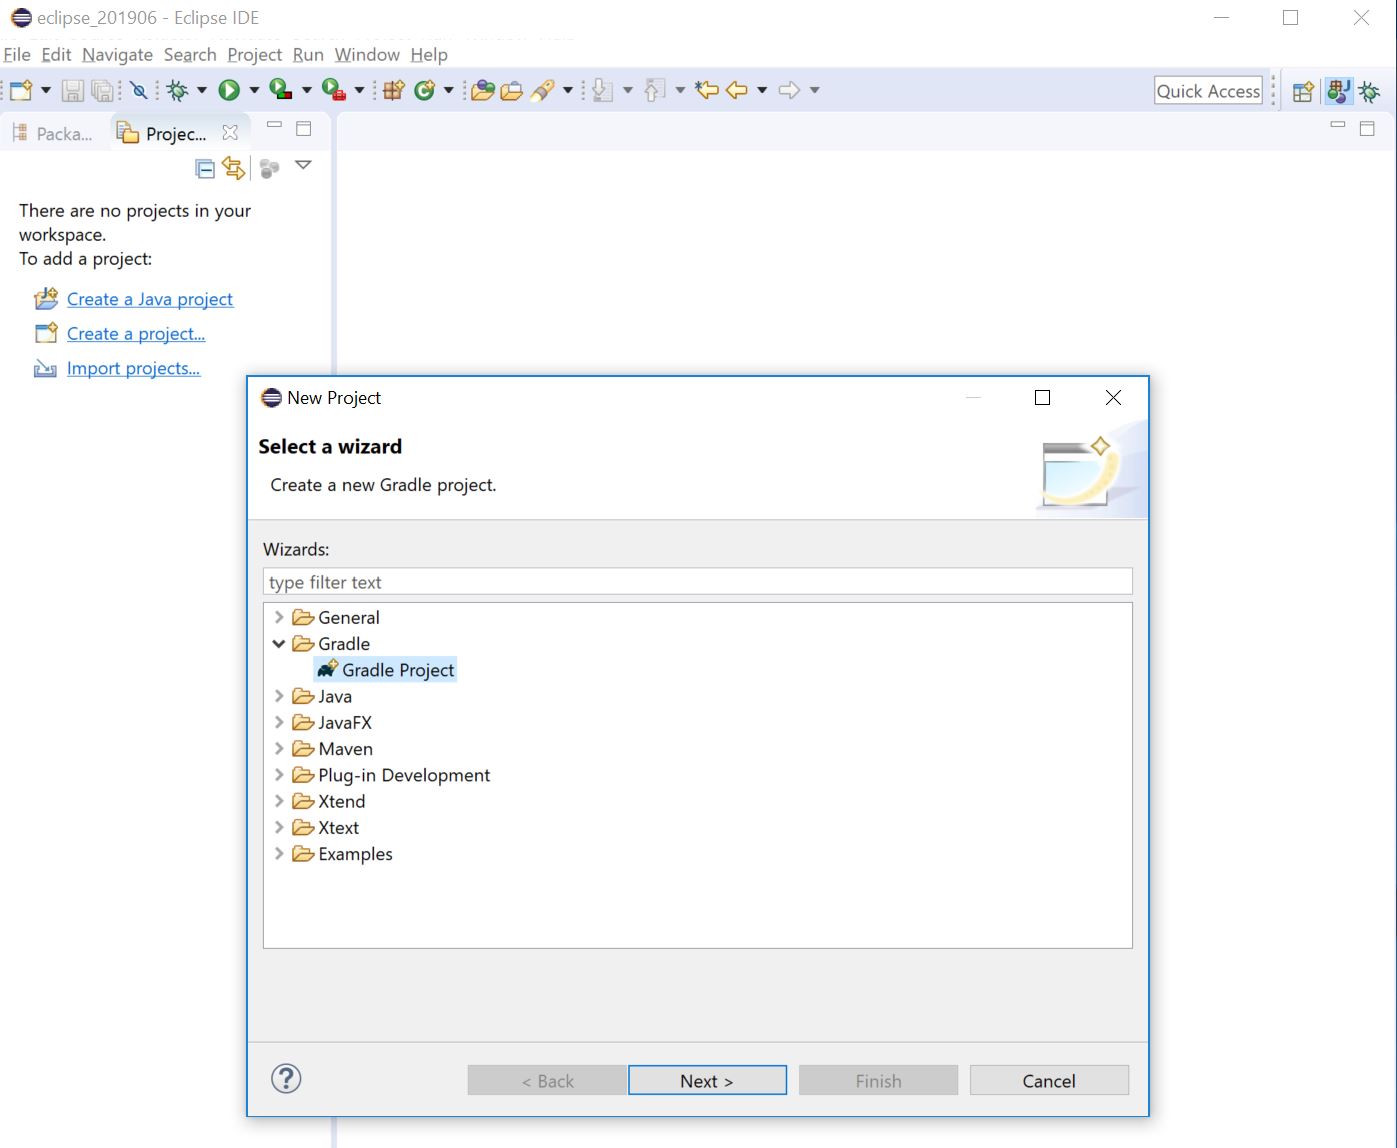 eclipse_201906 - Eclipse IDE
File Edit Navigate Search Project Run Window Help
Quick Access
Packa... Projec...
There are no projects in your
workspace.
To add a project:
Create a Java project
Create a project...
Import projects...
New Project
Select a wizard
Create a new Gradle project.
Wizards:
type filter text
General
Gradle
Gradle Project
Java
JavaFX
Maven
Plug-in Development
Xtend
Xtext
Examples
< Back Next > Finish Cancel